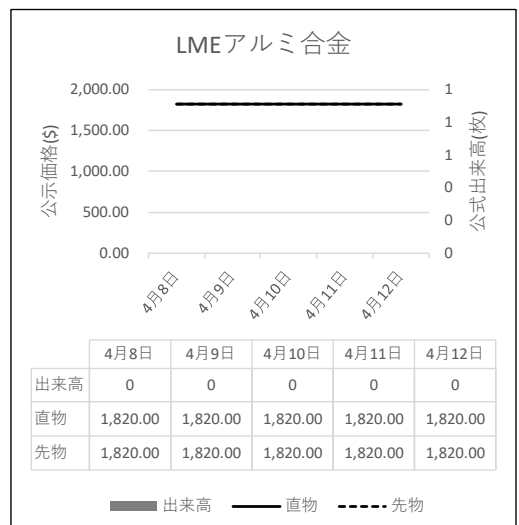 LMEアルミ合金
公示価格($)
2,000.00
1,500.00
1,000.00
500.00
0.00
1
1
1
0
0
0
公式出来高(枚)
4月8日 4月9日 4月10日 4月11日 4月12日
4月8日 4月9日 4月10日 4月11日 4月12日
出来高 0 0 0 0 0
直物 1,820.00 1,820.00 1,820.00 1,820.00 1,820.00
先物 1,820.00 1,820.00 1,820.00 1,820.00 1,820.00
出来高 直物 先物